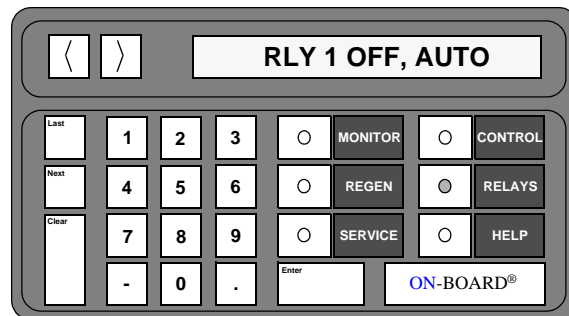 〈 〉 RLY 1 OFF, AUTO
Last 1 2 3 MONITOR CONTROL
Next 4 5 6 REGEN RELAYS
Clear 7 8 9 SERVICE HELP
- 0 . Enter ON-BOARD®